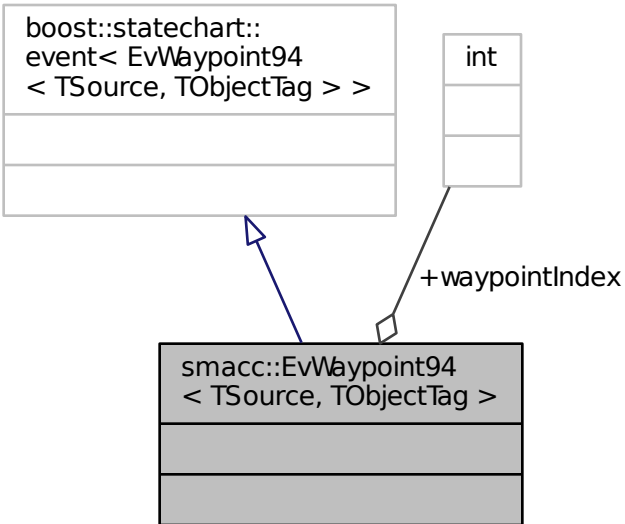 boost::statechart::
event< EvWaypoint94
< TSource, TObjectTag > >
int
+waypointIndex
smacc::EvWaypoint94
< TSource, TObjectTag >